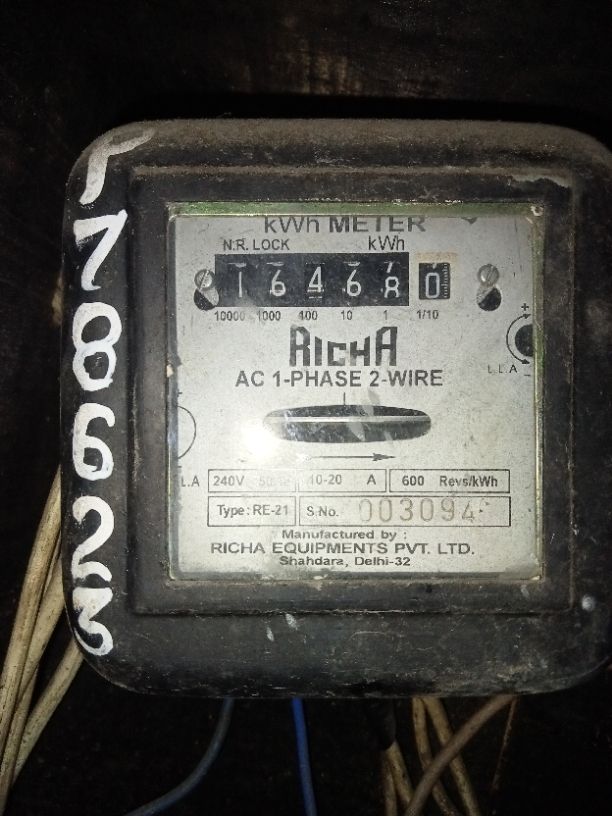 778623
kWh METER
N.R. LOCK kWh
16468 0
10000 1000 100 10 1 1/10
RICHA
AC 1-PHASE 2-WIRE
+
L.L.A -
L
L.A
240V 10-20 A 600 Revs/kWh
Type: RE-21 S.No. 003094
Manufactured by :
RICHA EQUIPMENTS PVT. LTD.
Shahdara, Delhi-32